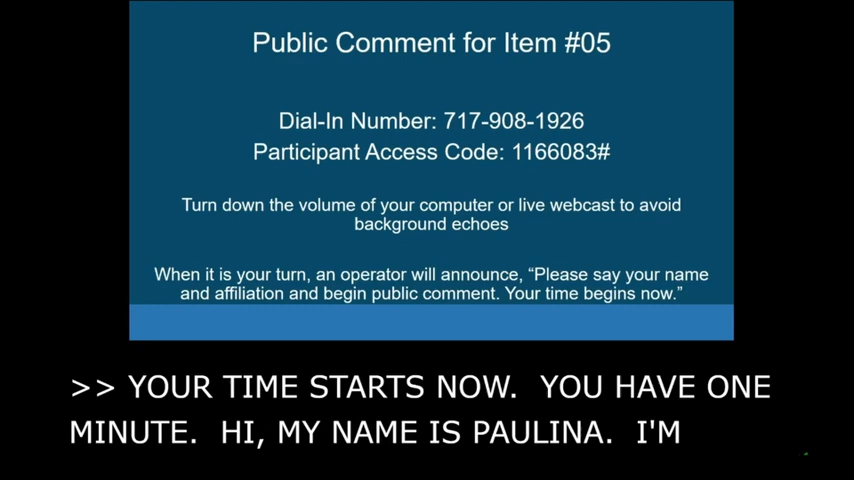 Public Comment for Item #05
Dial-In Number: 717-908-1926
Participant Access Code: 1166083#
Turn down the volume of your computer or live webcast to avoid
background echoes
When it is your turn, an operator will announce, “Please say your name
and affiliation and begin public comment. Your time begins now.”
>> YOUR TIME STARTS NOW.  YOU HAVE ONE
MINUTE.  HI, MY NAME IS PAULINA.  I'M